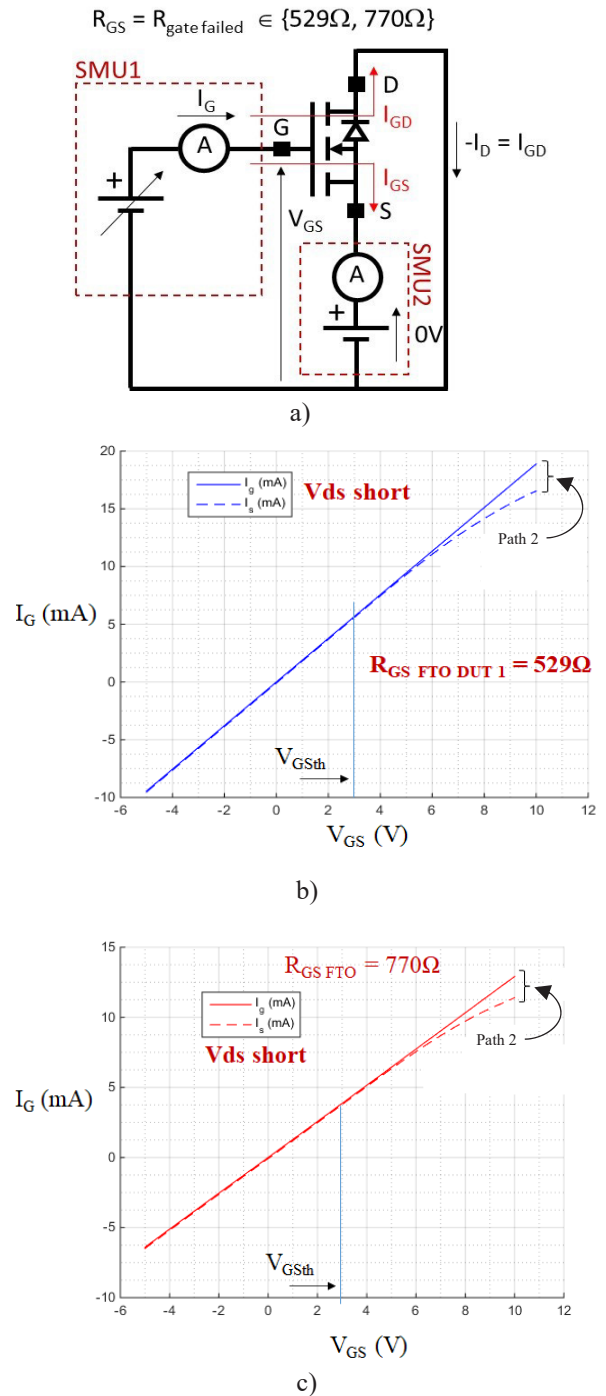 R_GS = R_gate failed ∈ {529Ω, 770Ω}
SMU1
I_G
A
G
+
V_GS
D
I_GD
I_GS
S
-I_D = I_GD
SMU2
A
+
0V
a)
20
15
10
5
0
-5
-10
I_g (mA)
I_s (mA)
Vds short
Path 2
I_G (mA)
R_GS FTO DUT 1 = 529Ω
V_GSth
-6 -4 -2 0 2 4 6 8 10 12
V_GS (V)
b)
15
10
5
0
-5
-10
R_GS FTO = 770Ω
I_g (mA)
I_s (mA)
Vds short
Path 2
I_G (mA)
V_GSth
-6 -4 -2 0 2 4 6 8 10 12
V_GS (V)
c)